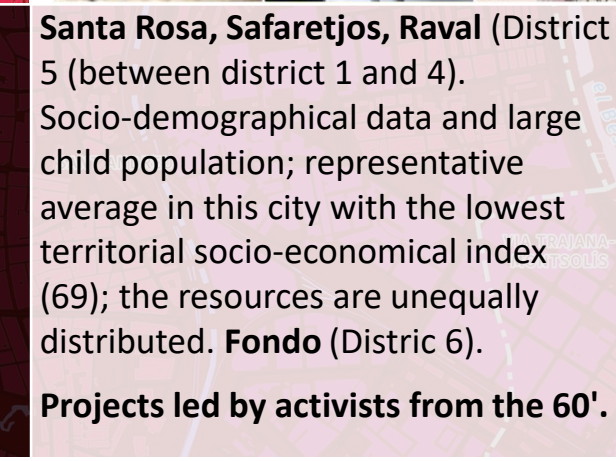 Santa Rosa, Safaretjos, Raval (District
5 (between district 1 and 4).
Socio-demographical data and large
child population; representative
average in this city with the lowest
territorial socio-economical index
(69); the resources are unequally
distributed. Fondo (Distric 6).
Projects led by activists from the 60'.